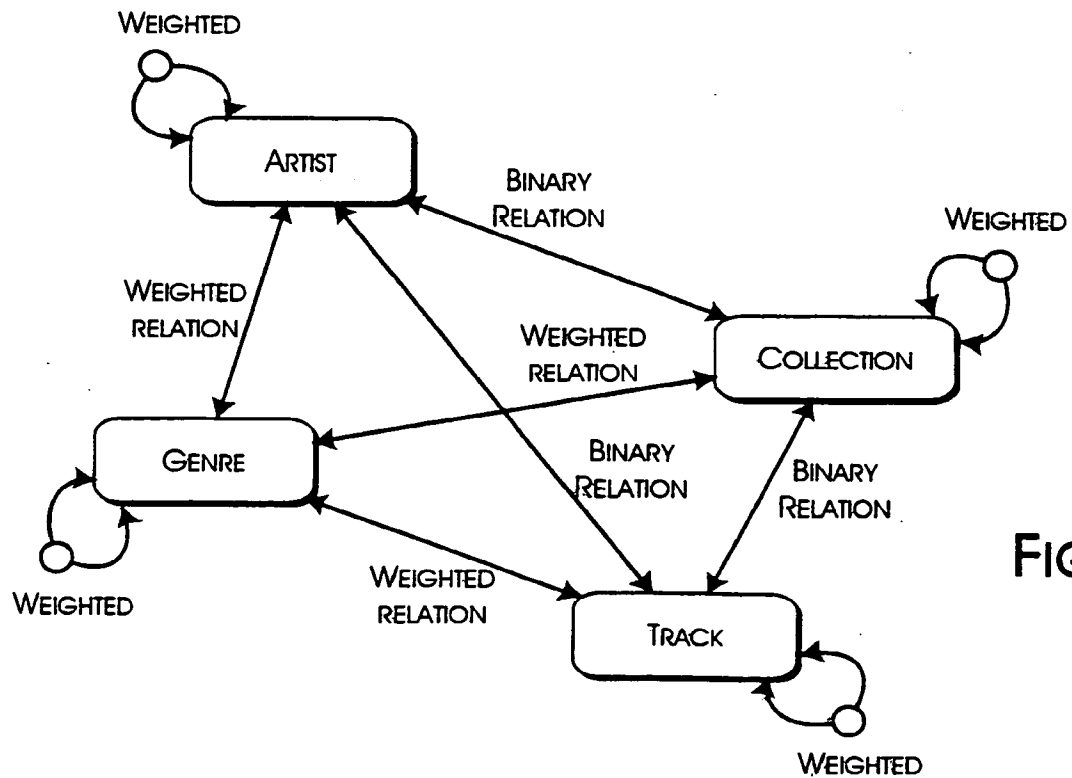 WEIGHTED
ARTIST
BINARY
RELATION
WEIGHTED
WEIGHTED
RELATION
WEIGHTED
RELATION
COLLECTION
GENRE
BINARY
RELATION
BINARY
RELATION
FIG
WEIGHTED
RELATION
WEIGHTED
TRACK
WEIGHTED